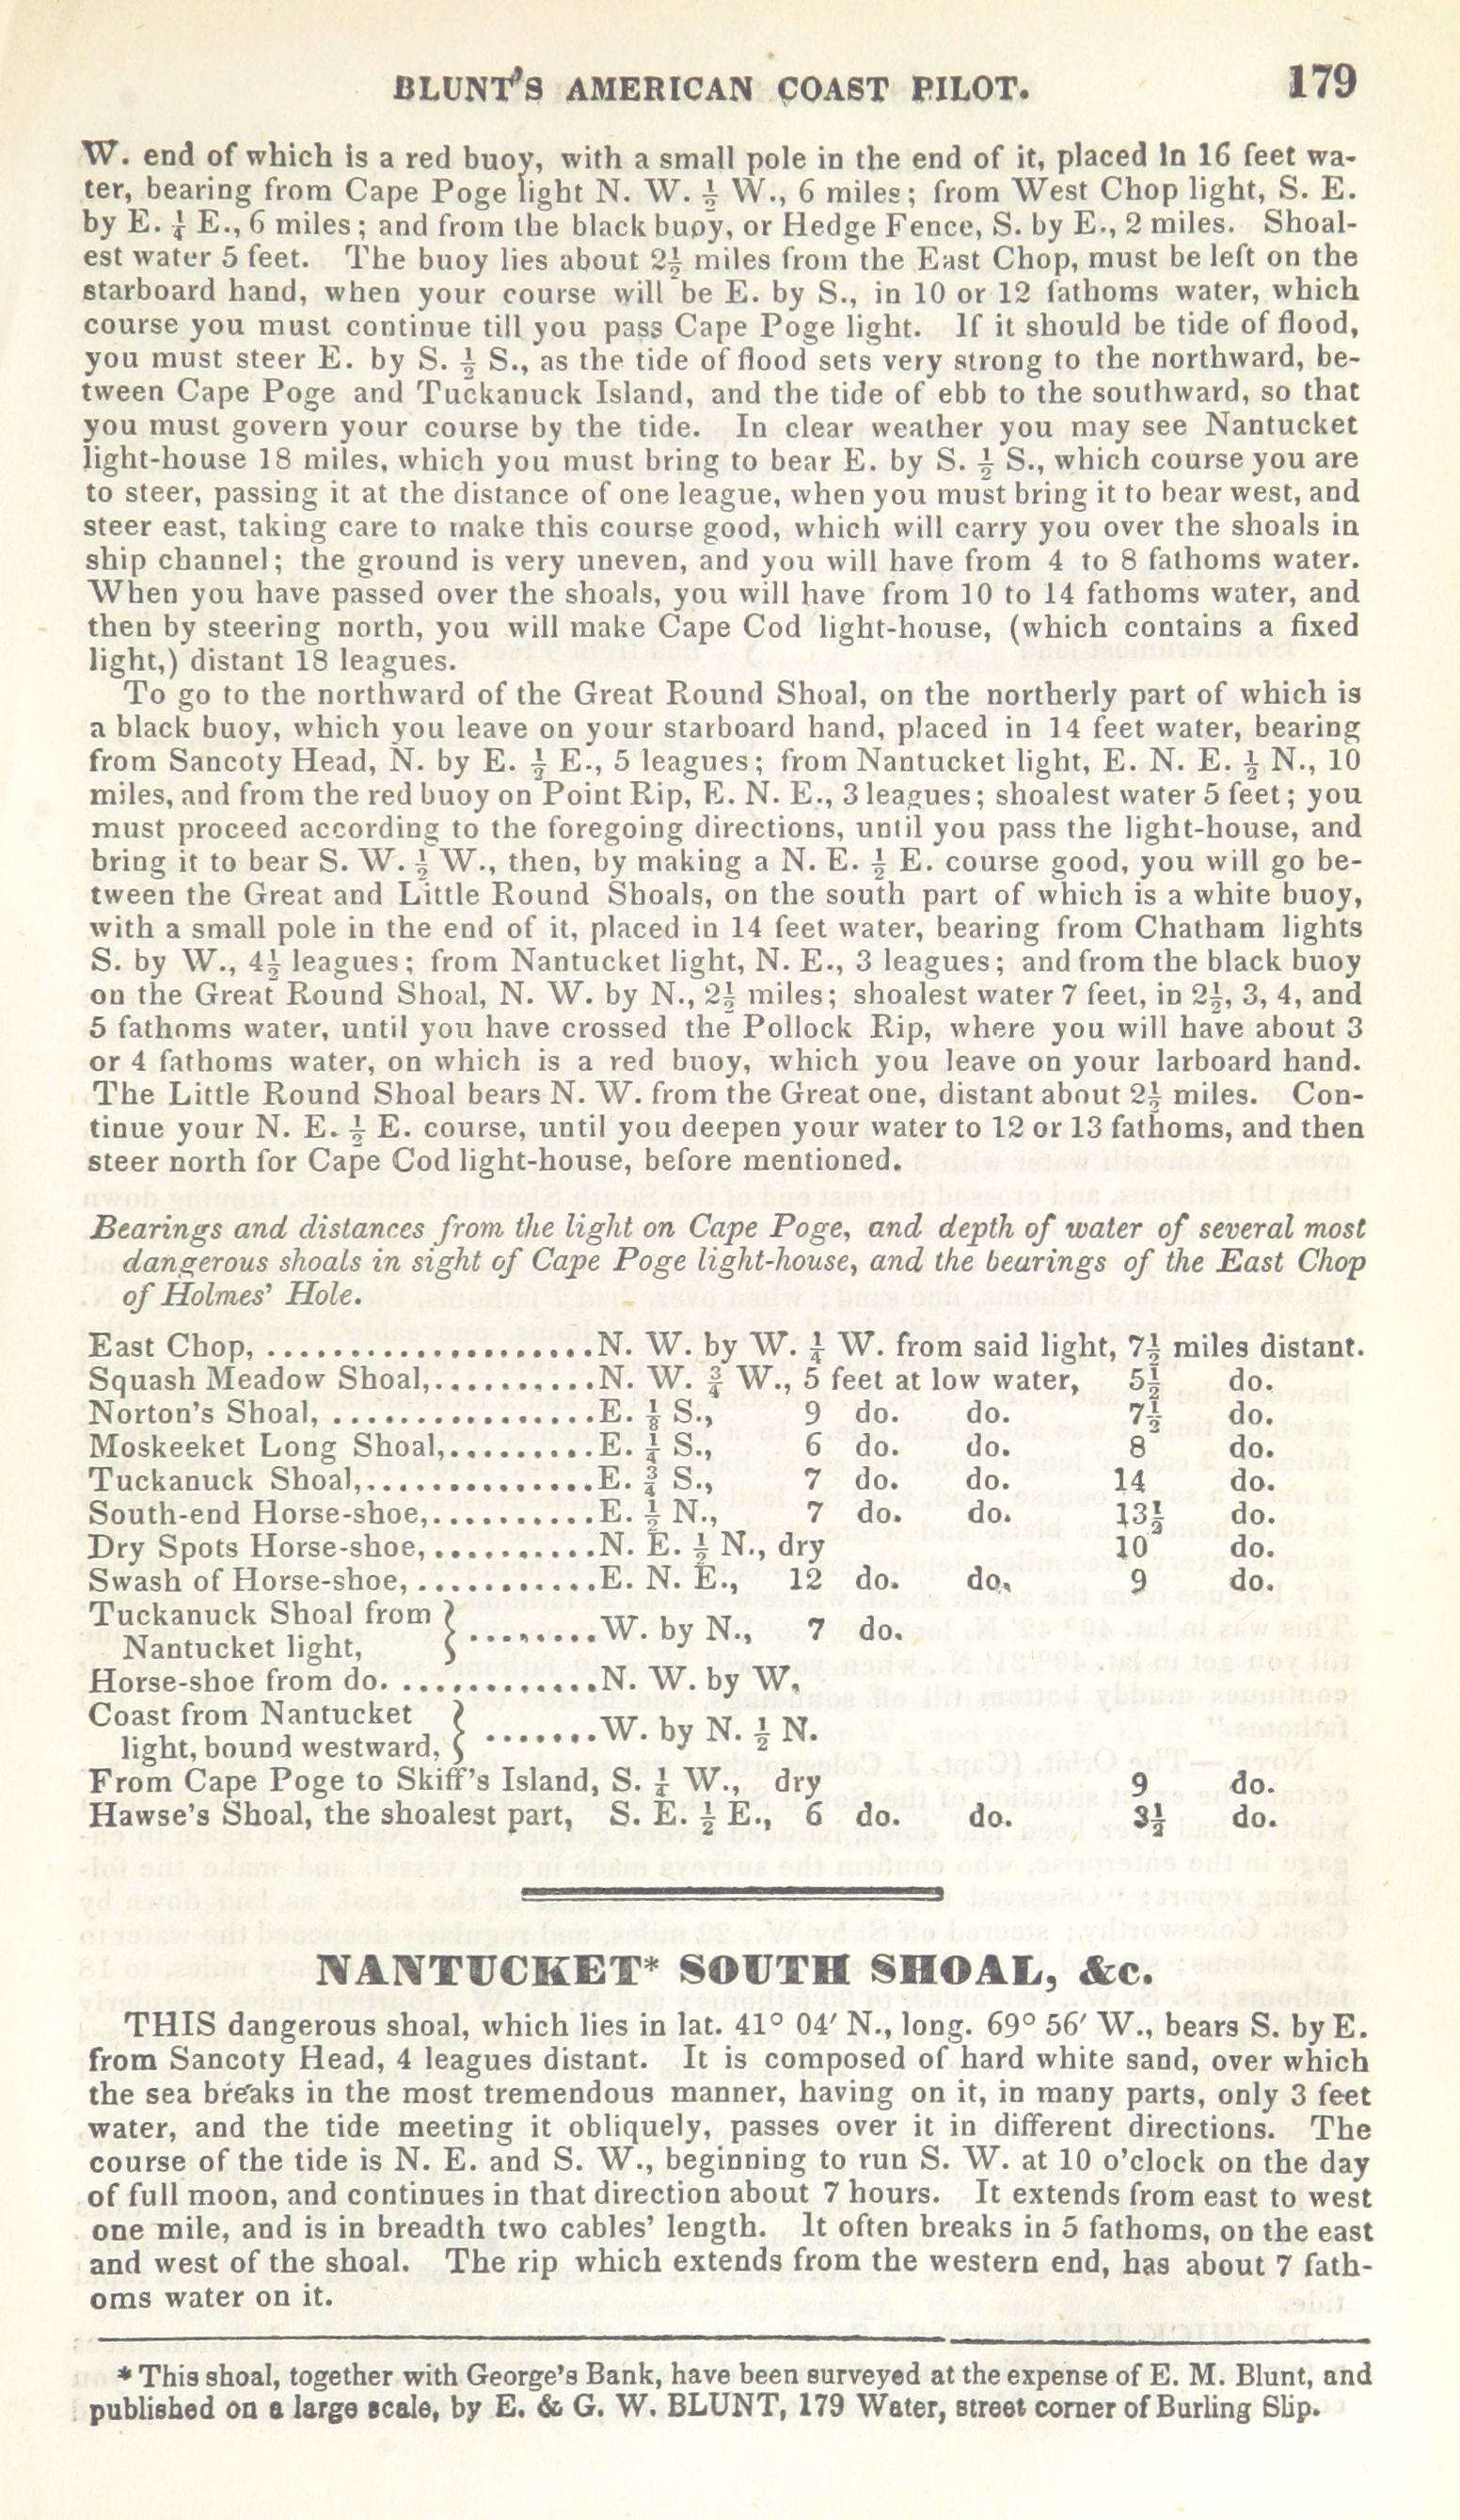 BLUNT'S AMERICAN COAST PILOT. 179
W. end of which is a red buoy, with a small pole in the end of it, placed in 16 feet wa-
ter, bearing from Cape Poge light N. W. ½ W., 6 miles; from West Chop light, S. E.
by E. ¼ E., 6 miles; and from the black buoy, or Hedge Fence, S. by E., 2 miles. Shoal-
est water 5 feet. The buoy lies about 2½ miles from the East Chop, must be left on the
starboard hand, when your course will be E. by S., in 10 or 12 fathoms water, which
course you must continue till you pass Cape Poge light. If it should be tide of flood,
you must steer E. by S. ½ S., as the tide of flood sets very strong to the northward, be-
tween Cape Poge and Tuckanuck Island, and the tide of ebb to the southward, so that
you must govern your course by the tide. In clear weather you may see Nantucket
light-house 18 miles, which you must bring to bear E. by S. ½ S., which course you are
to steer, passing it at the distance of one league, when you must bring it to bear west, and
steer east, taking care to make this course good, which will carry you over the shoals in
ship channel; the ground is very uneven, and you will have from 4 to 8 fathoms water.
When you have passed over the shoals, you will have from 10 to 14 fathoms water, and
then by steering north, you will make Cape Cod light-house, (which contains a fixed
light,) distant 18 leagues.
To go to the northward of the Great Round Shoal, on the northerly part of which is
a black buoy, which you leave on your starboard hand, placed in 14 feet water, bearing
from Sancoty Head, N. by E. ½ E., 5 leagues; from Nantucket light, E. N. E. ½ N., 10
miles, and from the red buoy on Point Rip, E. N. E., 3 leagues; shoalest water 5 feet; you
must proceed according to the foregoing directions, until you pass the light-house, and
bring it to bear S. W. ½ W., then, by making a N. E. ½ E. course good, you will go be-
tween the Great and Little Round Shoals, on the south part of which is a white buoy,
with a small pole in the end of it, placed in 14 feet water, bearing from Chatham lights
S. by W., 4½ leagues; from Nantucket light, N. E., 3 leagues; and from the black buoy
on the Great Round Shoal, N. W. by N., 2½ miles; shoalest water 7 feet, in 2½, 3, 4, and
5 fathoms water, until you have crossed the Pollock Rip, where you will have about 3
or 4 fathoms water, on which is a red buoy, which you leave on your larboard hand.
The Little Round Shoal bears N. W. from the Great one, distant about 2½ miles. Con-
tinue your N. E. ½ E. course, until you deepen your water to 12 or 13 fathoms, and then
steer north for Cape Cod light-house, before mentioned.
Bearings and distances from the light on Cape Poge, and depth of water of several most
dangerous shoals in sight of Cape Poge light-house, and the bearings of the East Chop
of Holmes' Hole.
East Chop, ....................N. W. by W. ¼ W. from said light, 7½ miles distant.
Squash Meadow Shoal,..........N. W. ¾ W., 5 feet at low water, 5½ do.
Norton's Shoal, ................E. ⅛ S., 9 do. do. 7½ do.
Moskeeket Long Shoal,.........E. ¼ S., 6 do. do. 8 do.
Tuckanuck Shoal,..............E. ¾ S., 7 do. do. 14 do.
South-end Horse-shoe,..........E. ½ N., 7 do. do. 13½ do.
Dry Spots Horse-shoe,..........N. E. ½ N., dry 10 do.
Swash of Horse-shoe, ...........E. N. E., 12 do. do. 9 do.
Tuckanuck Shoal from
Nantucket light, } ........W. by N., 7 do.
Horse-shoe from do. ............N. W. by W.
Coast from Nantucket
light, bound westward, } .......W. by N. ½ N.
From Cape Poge to Skiff's Island, S. ¼ W., dry 9 do.
Hawse's Shoal, the shoalest part, S. E. ½ E., 6 do. do. 3½ do.
NANTUCKET* SOUTH SHOAL, &c.
THIS dangerous shoal, which lies in lat. 41° 04′ N., long. 69° 56′ W., bears S. by E.
from Sancoty Head, 4 leagues distant. It is composed of hard white sand, over which
the sea breaks in the most tremendous manner, having on it, in many parts, only 3 feet
water, and the tide meeting it obliquely, passes over it in different directions. The
course of the tide is N. E. and S. W., beginning to run S. W. at 10 o'clock on the day
of full moon, and continues in that direction about 7 hours. It extends from east to west
one mile, and is in breadth two cables' length. It often breaks in 5 fathoms, on the east
and west of the shoal. The rip which extends from the western end, has about 7 fath-
oms water on it.
* This shoal, together with George's Bank, have been surveyed at the expense of E. M. Blunt, and
published on a large scale, by E. & G. W. BLUNT, 179 Water, street corner of Burling Slip.